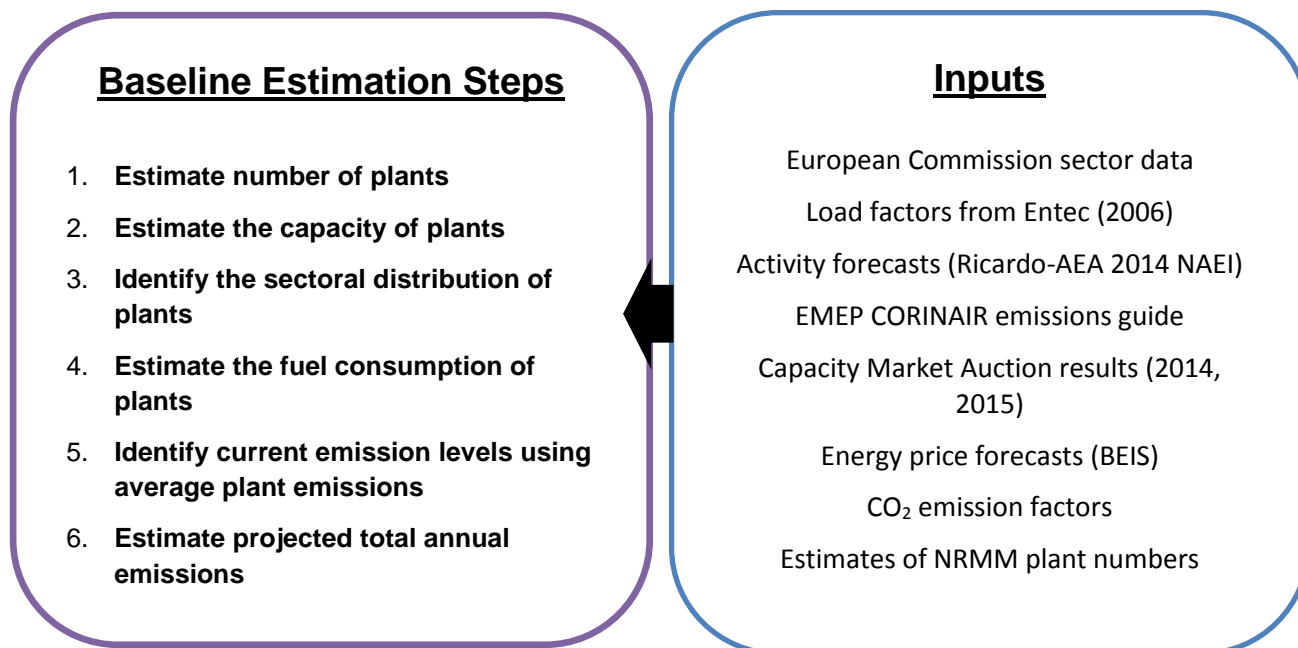 Baseline Estimation Steps
1. Estimate number of plants
2. Estimate the capacity of plants
3. Identify the sectoral distribution of
plants
4. Estimate the fuel consumption of
plants
5. Identify current emission levels using
average plant emissions
6. Estimate projected total annual
emissions
Inputs
European Commission sector data
Load factors from Entec (2006)
Activity forecasts (Ricardo-AEA 2014 NAEI)
EMEP CORINAIR emissions guide
Capacity Market Auction results (2014,
2015)
Energy price forecasts (BEIS)
CO₂ emission factors
Estimates of NRMM plant numbers